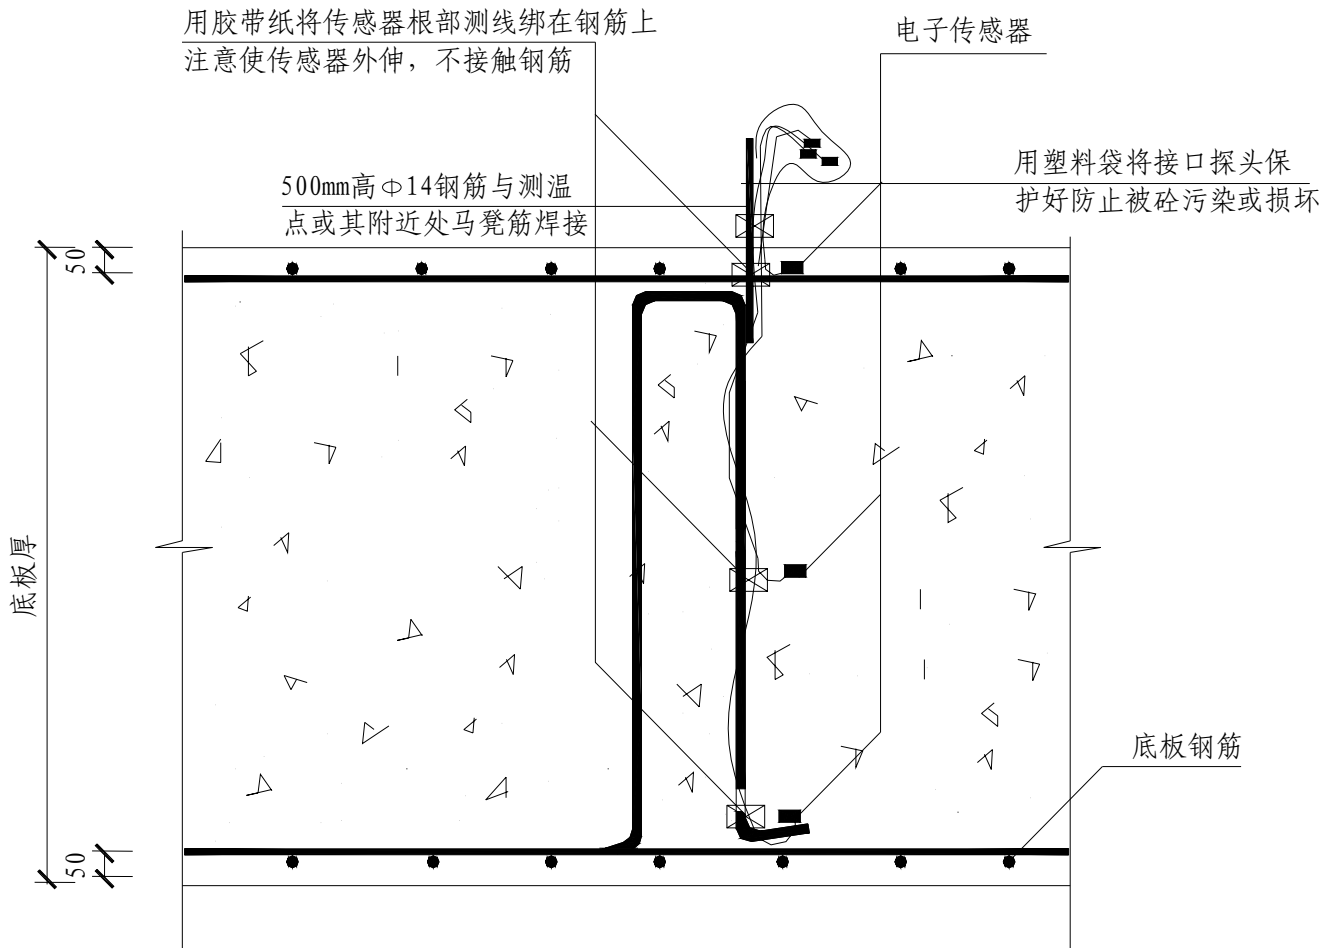 用胶带纸将传感器根部测线绑在钢筋上
注意使传感器外伸，不接触钢筋
电子传感器
500mm高Φ14钢筋与测温
点或其附近处马凳筋焊接
用塑料袋将接口探头保
护好防止被砼污染或损坏
50
底板厚
底板钢筋
50